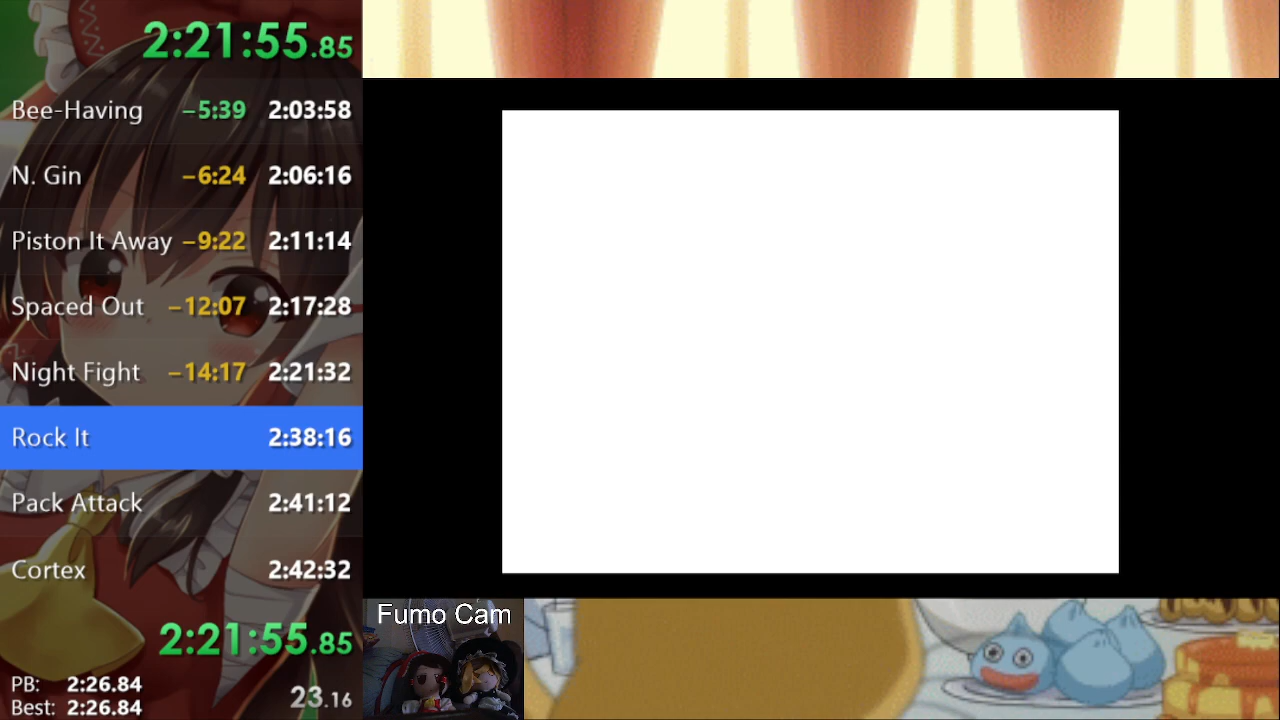 2:21:55.85
Bee-Having −5:39 2:03:58
N. Gin −6:24 2:06:16
Piston It Away −9:22 2:11:14
Spaced Out −12:07 2:17:28
Night Fight −14:17 2:21:32
Rock It 2:38:16
Pack Attack 2:41:12
Cortex 2:42:32
2:21:55.85
PB: 2:26.84
Best: 2:26.84
23.16
Fumo Cam